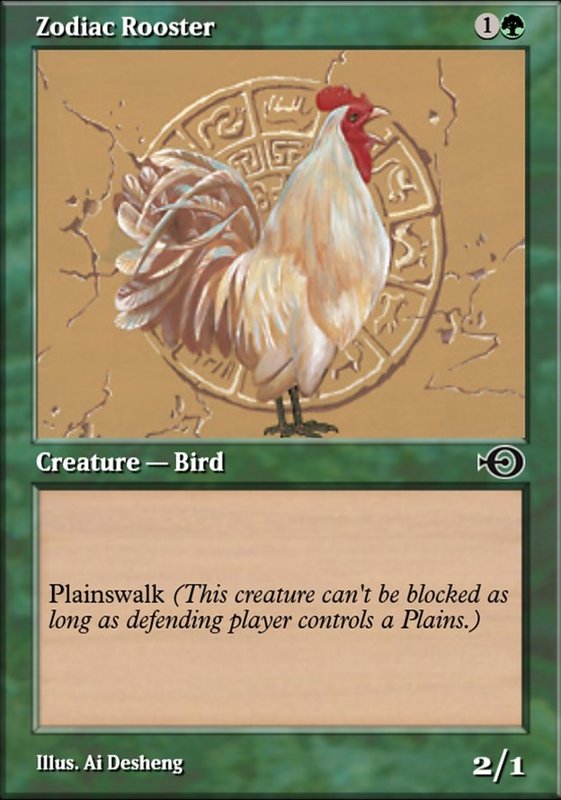 Zodiac Rooster 1
Creature — Bird
Plainswalk (This creature can't be blocked as
long as defending player controls a Plains.)
Illus. Ai Desheng 2/1